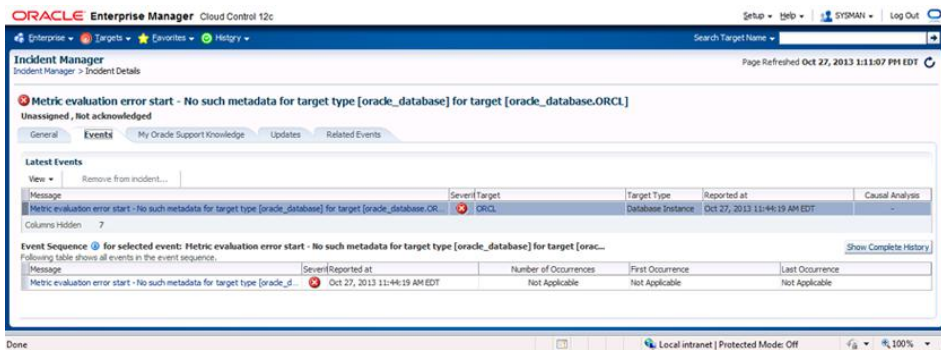 ORACLE Enterprise Manager Cloud Control 12c
Setup Help SYSMAN Log Out
Enterprise Targets Favorites History Search Target Name
Incident Manager
Page Refreshed Oct 27, 2013 1:11:07 PM EDT
Incident Manager > Incident Details
Metric evaluation error start - No such metadata for target type [oracle_database] for target [oracle_database.ORCL]
Unassigned , Not acknowledged
General Events My Oracle Support Knowledge Updates Related Events
Latest Events
View Remove from incident...
Message Severit Target Target Type Reported at Causal Analysis
Metric evaluation error start - No such metadata for target type [oracle_database] for target [oracle_database.OR... ORCL Database Instance Oct 27, 2013 11:44:19 AM EDT -
Columns Hidden 7
Event Sequence for selected event: Metric evaluation error start - No such metadata for target type [oracle_database] for target [orac... Show Complete History
Following table shows all events in the event sequence.
Message Severit Reported at Number of Occurrences First Occurrence Last Occurrence
Metric evaluation error start - No such metadata for target type [oracle_d... Oct 27, 2013 11:44:19 AM EDT Not Applicable Not Applicable Not Applicable
Done Local intranet | Protected Mode: Off 100%